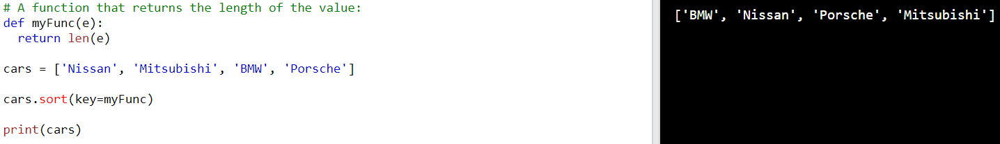 # A function that returns the length of the value:
def myFunc(e):
  return len(e)
cars = ['Nissan', 'Mitsubishi', 'BMW', 'Porsche']
cars.sort(key=myFunc)
print(cars)
['BMW', 'Nissan', 'Porsche', 'Mitsubishi']